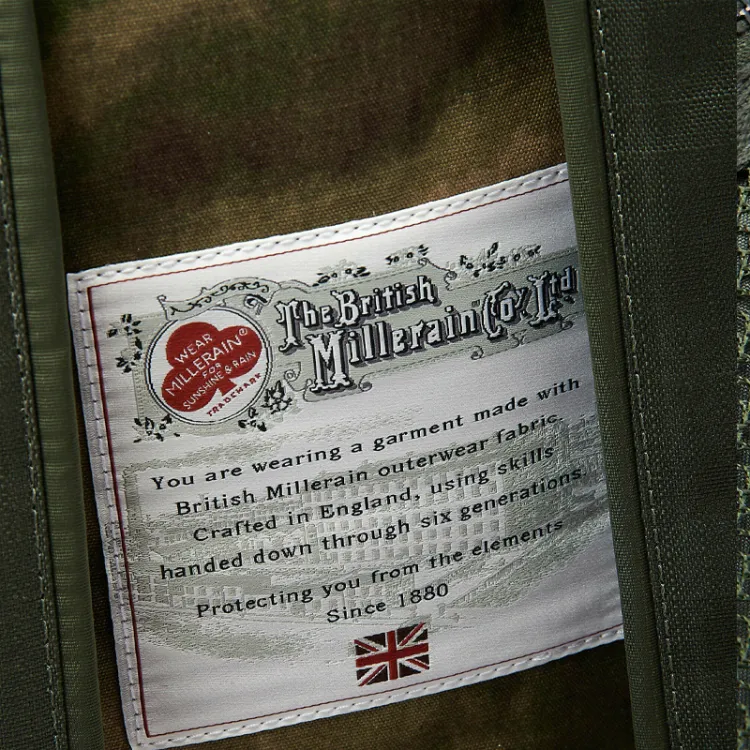 The British
Millerain Co. Ltd
WEAR
MILLERAIN®
FOR
SUNSHINE & RAIN
TRADEMARK
You are wearing a garment made with
British Millerain outerwear fabric.
Crafted in England, using skills
handed down through six generations
Protecting you from the elements
Since 1880